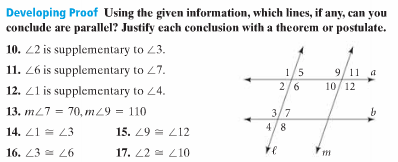 Developing Proof Using the given information, which lines, if any, can you
conclude are parallel? Justify each conclusion with a theorem or postulate.
10. ∠2 is supplementary to ∠3.
11. ∠6 is supplementary to ∠7.
12. ∠1 is supplementary to ∠4.
13. m∠7 = 70, m∠9 = 110
14. ∠1 ≅ ∠3 15. ∠9 ≅ ∠12
16. ∠3 ≅ ∠6 17. ∠2 ≅ ∠10
1 5 9 11 a
2 6 10 12
3 7 b
4 8
ℓ m